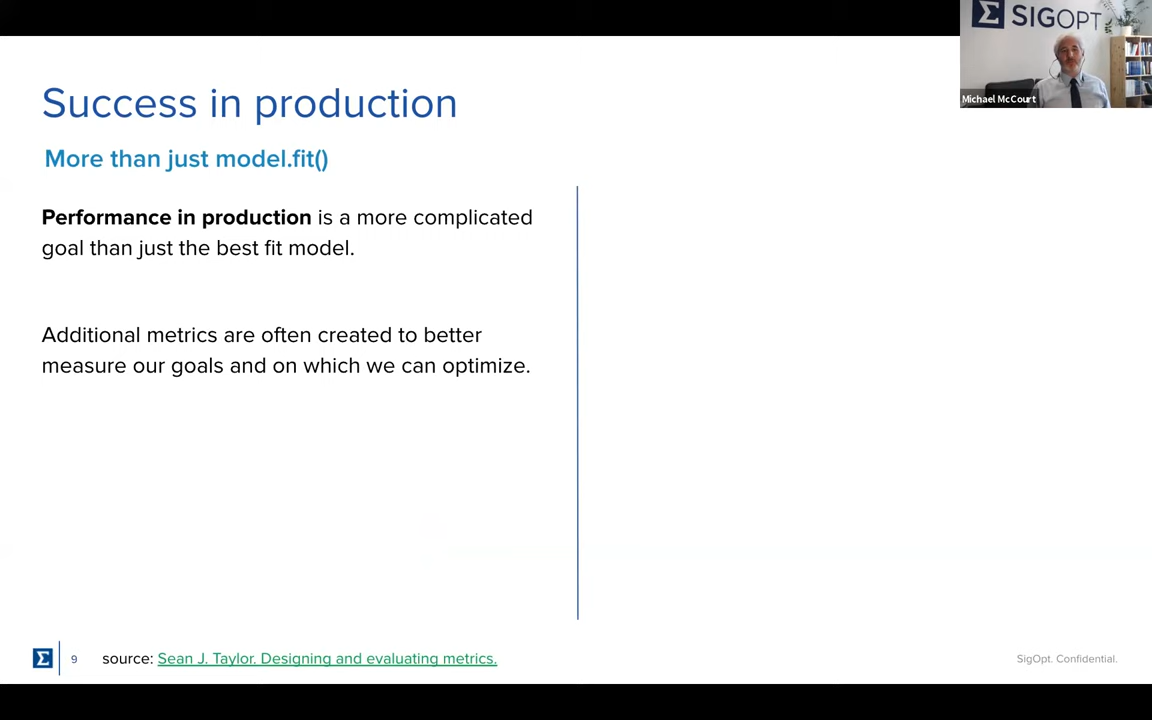 ΣSIGOPT
Michael McCourt
Success in production
More than just model.fit()
Performance in production is a more complicated
goal than just the best fit model.
Additional metrics are often created to better
measure our goals and on which we can optimize.
Σ 9 source: Sean J. Taylor. Designing and evaluating metrics.
SigOpt. Confidential.